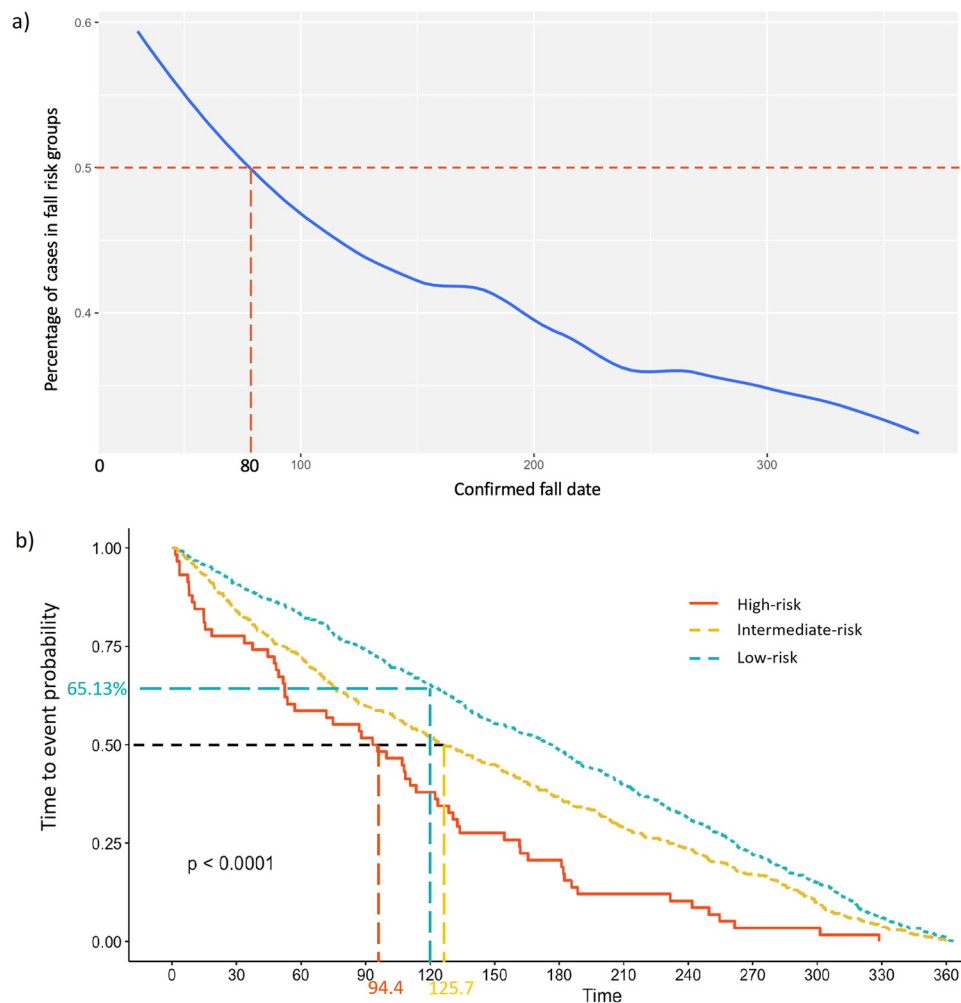 a)
0.6
0.5
0.4
Percentage of cases in fall risk groups
0 80 100 200 300
Confirmed fall date
b)
1.00
0.75
65.13%
0.50
0.25
0.00
Time to event probability
High-risk
Intermediate-risk
Low-risk
p < 0.0001
0 30 60 90 120 150 180 210 240 270 300 330 360
94.4 125.7
Time